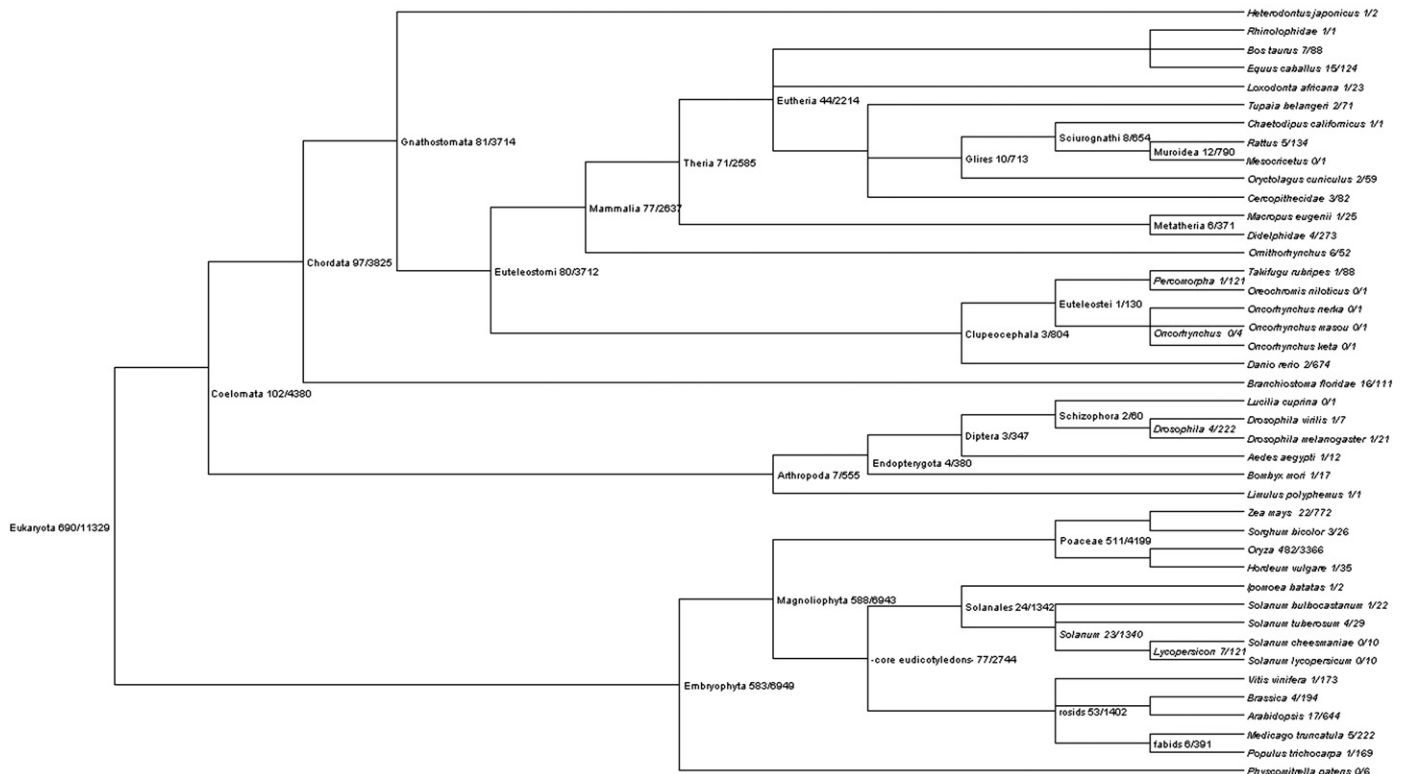 Heterodontus japonicus 1/2
Rhinolophidae 1/1
Bos taurus 7/88
Equus caballus 15/124
Loxodonta africana 1/23
Eutheria 44/2214
Tupaia belangeri 2/71
Chaetodipus californicus 1/1
Sciurognathi 8/654
Gnathostomata 81/3714
Rattus 5/134
Muroidea 12/790
Glires 10/713
Mesocricetus 0/1
Theria 71/2585
Oryctolagus cuniculus 2/59
Cercopithecidae 3/82
Mammalia 77/2637
Macropus eugenii 1/25
Metatheria 6/371
Didelphidae 4/273
Ornithorhynchus 6/52
Chordata 97/3825
Euteleostomi 80/3712
Takifugu rubripes 1/88
Percomorpha 1/121
Oreochromis niloticus 0/1
Euteleostei 1/130
Oncorhynchus nerka 0/1
Oncorhynchus masou 0/1
Oncorhynchus 0/4
Clupeocephala 3/804
Oncorhynchus keta 0/1
Danio rerio 2/674
Branchiostoma floridae 16/111
Coelomata 102/4380
Lucilia cuprina 0/1
Schizophora 2/60
Drosophila virilis 1/7
Drosophila 4/222
Diptera 3/347
Drosophila melanogaster 1/21
Aedes aegypti 1/12
Endopterygota 4/380
Arthropoda 7/555
Bombyx mori 1/17
Limulus polyphemus 1/1
Zea mays 22/772
Eukaryota 690/11329
Sorghum bicolor 3/26
Poaceae 511/4199
Oryza 482/3366
Hordeum vulgare 1/35
Ipomoea batatas 1/2
Magnoliophyta 588/6943
Solanales 24/1342
Solanum bulbocastanum 1/22
Solanum tuberosum 4/29
Solanum 23/1340
Solanum cheesmaniae 0/10
Lycopersicon 7/121
Solanum lycopersicum 0/10
-core eudicotyledons- 77/2744
Vitis vinifera 1/173
Embryophyta 583/6949
Brassica 4/194
rosids 53/1402
Arabidopsis 17/644
Medicago truncatula 5/222
fabids 6/391
Populus trichocarpa 1/169
Physcomitrella patens 0/6